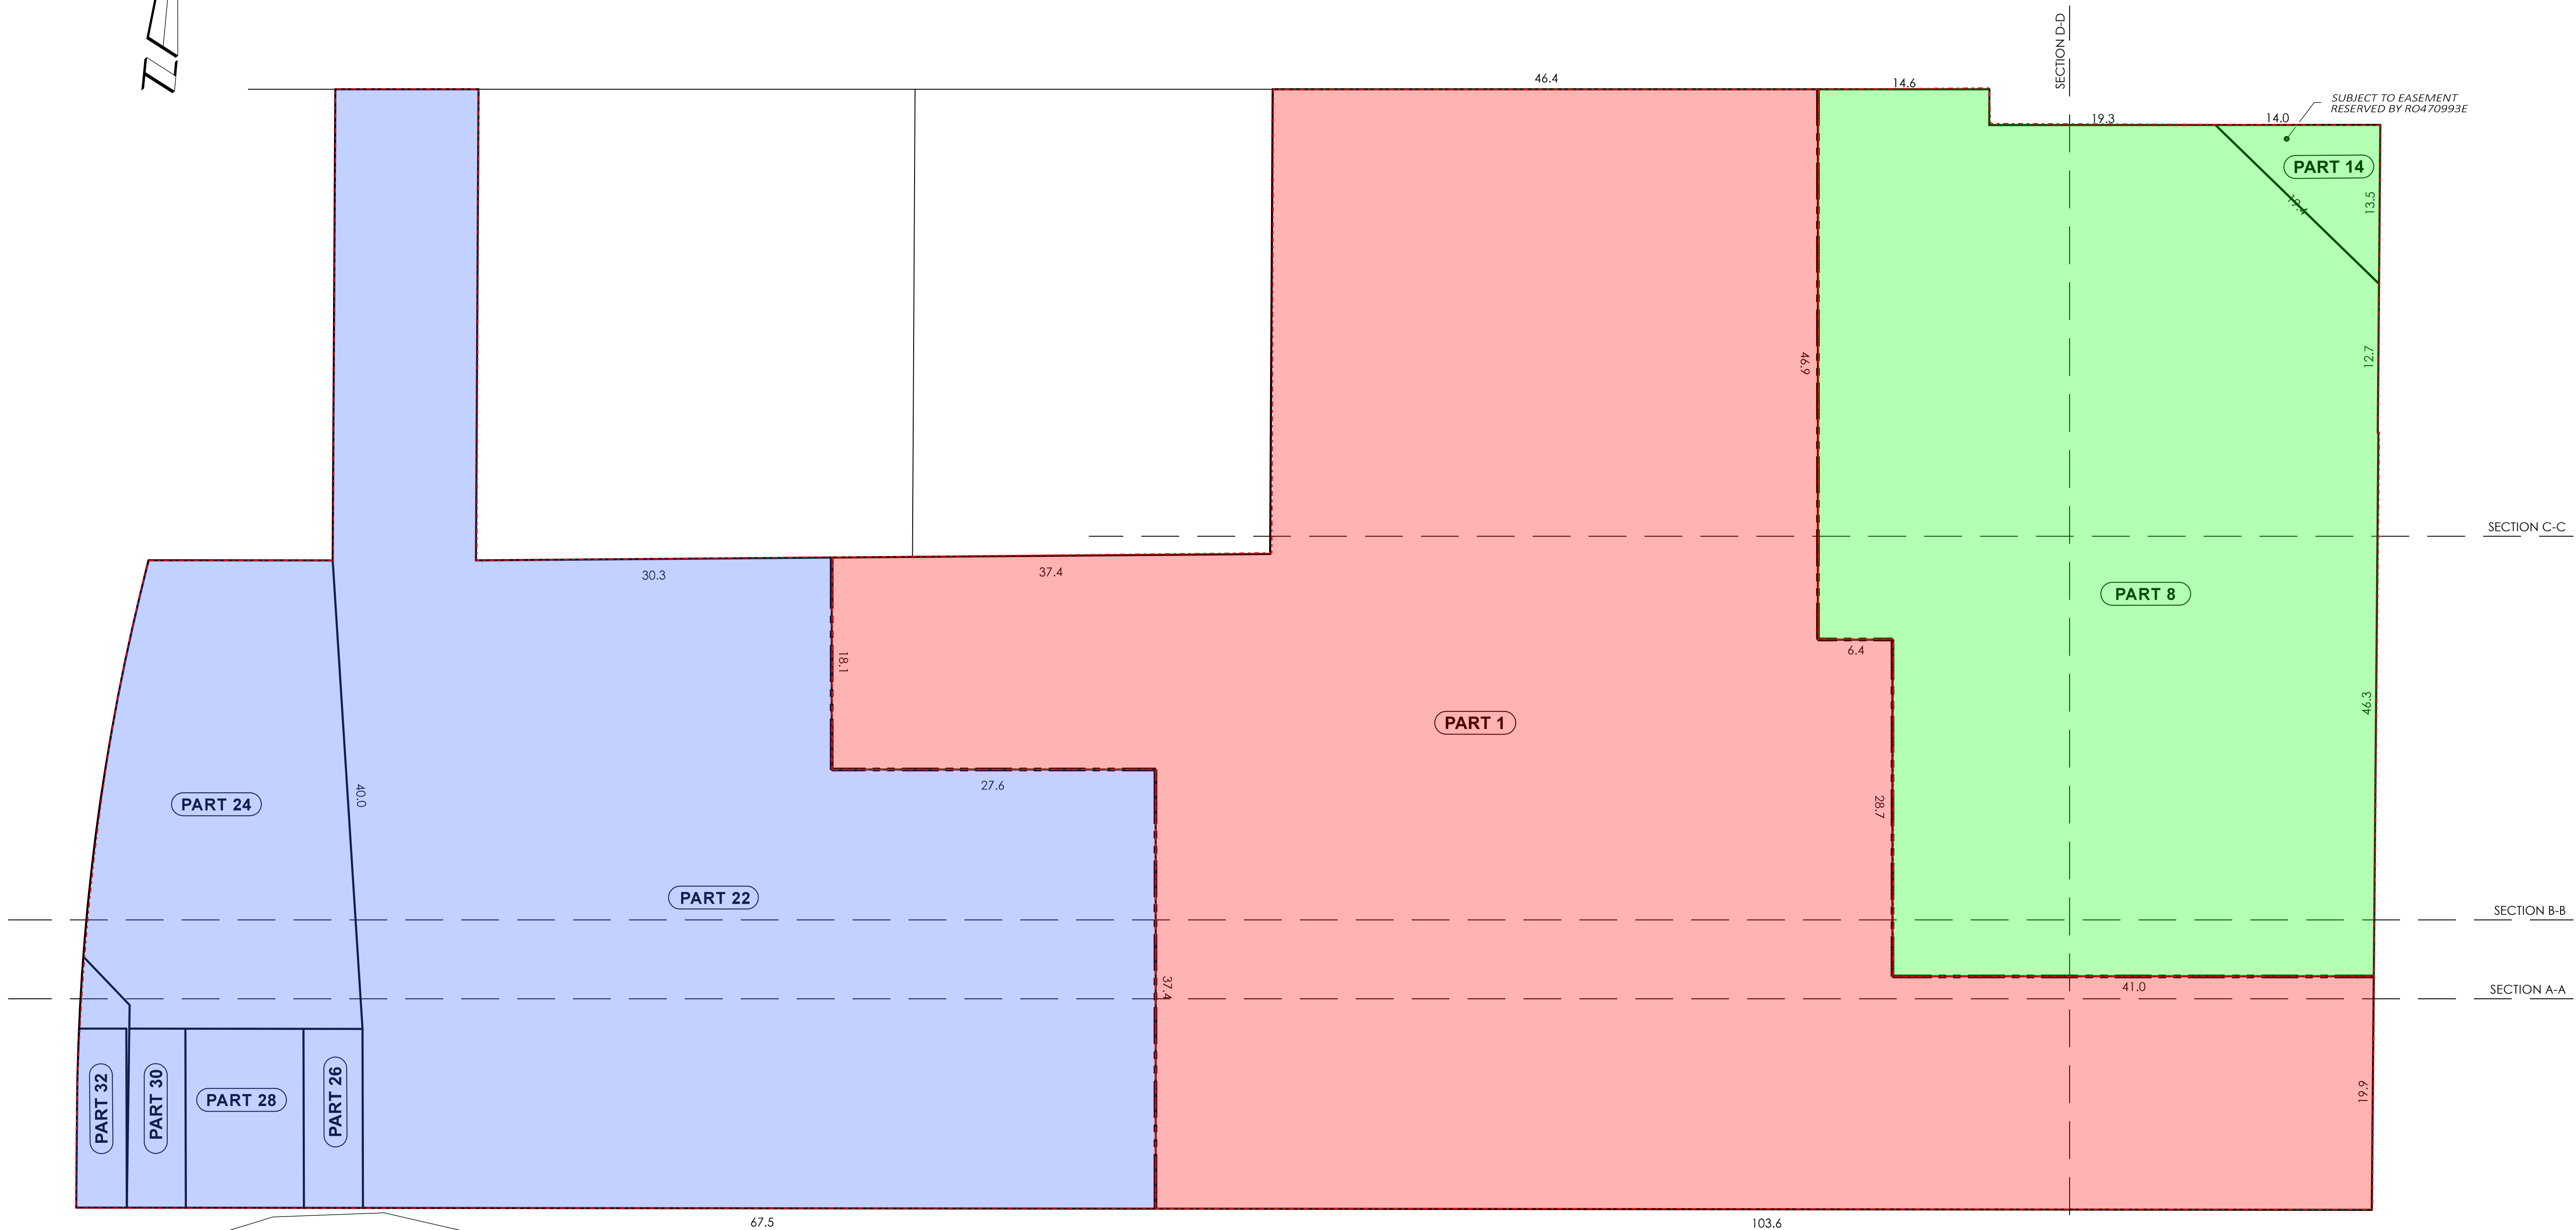 SECTION D-D
46.4
14.6
SUBJECT TO EASEMENT
RESERVED BY RO470993E
19.3
14.0
PART 14
13.5
19.4
12.7
46.9
SECTION C-C
30.3
37.4
PART 8
6.4
18.1
46.3
PART 1
27.6
40.0
PART 24
28.7
PART 22
SECTION B-B
37.4
41.0
SECTION A-A
PART 32
PART 30
PART 28
PART 26
19.9
67.5
103.6